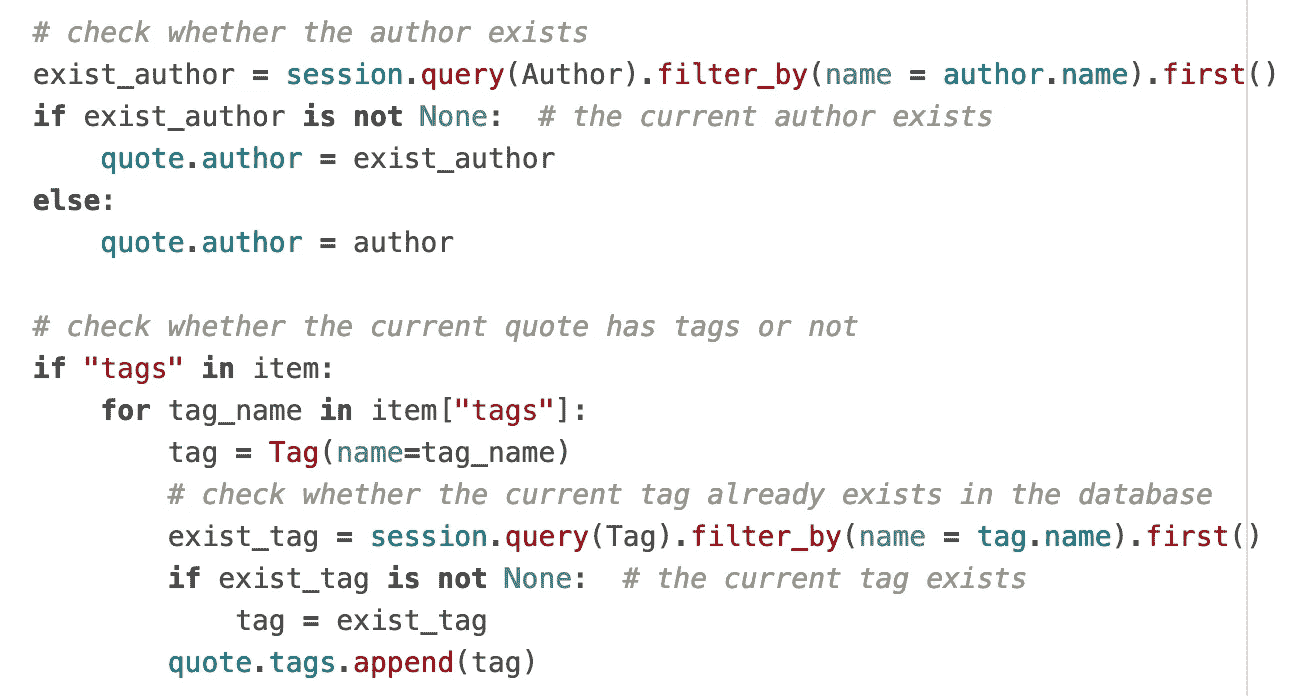 # check whether the author exists
exist_author = session.query(Author).filter_by(name = author.name).first()
if exist_author is not None:  # the current author exists
    quote.author = exist_author
else:
    quote.author = author

# check whether the current quote has tags or not
if "tags" in item:
    for tag_name in item["tags"]:
        tag = Tag(name=tag_name)
        # check whether the current tag already exists in the database
        exist_tag = session.query(Tag).filter_by(name = tag.name).first()
        if exist_tag is not None:  # the current tag exists
            tag = exist_tag
        quote.tags.append(tag)